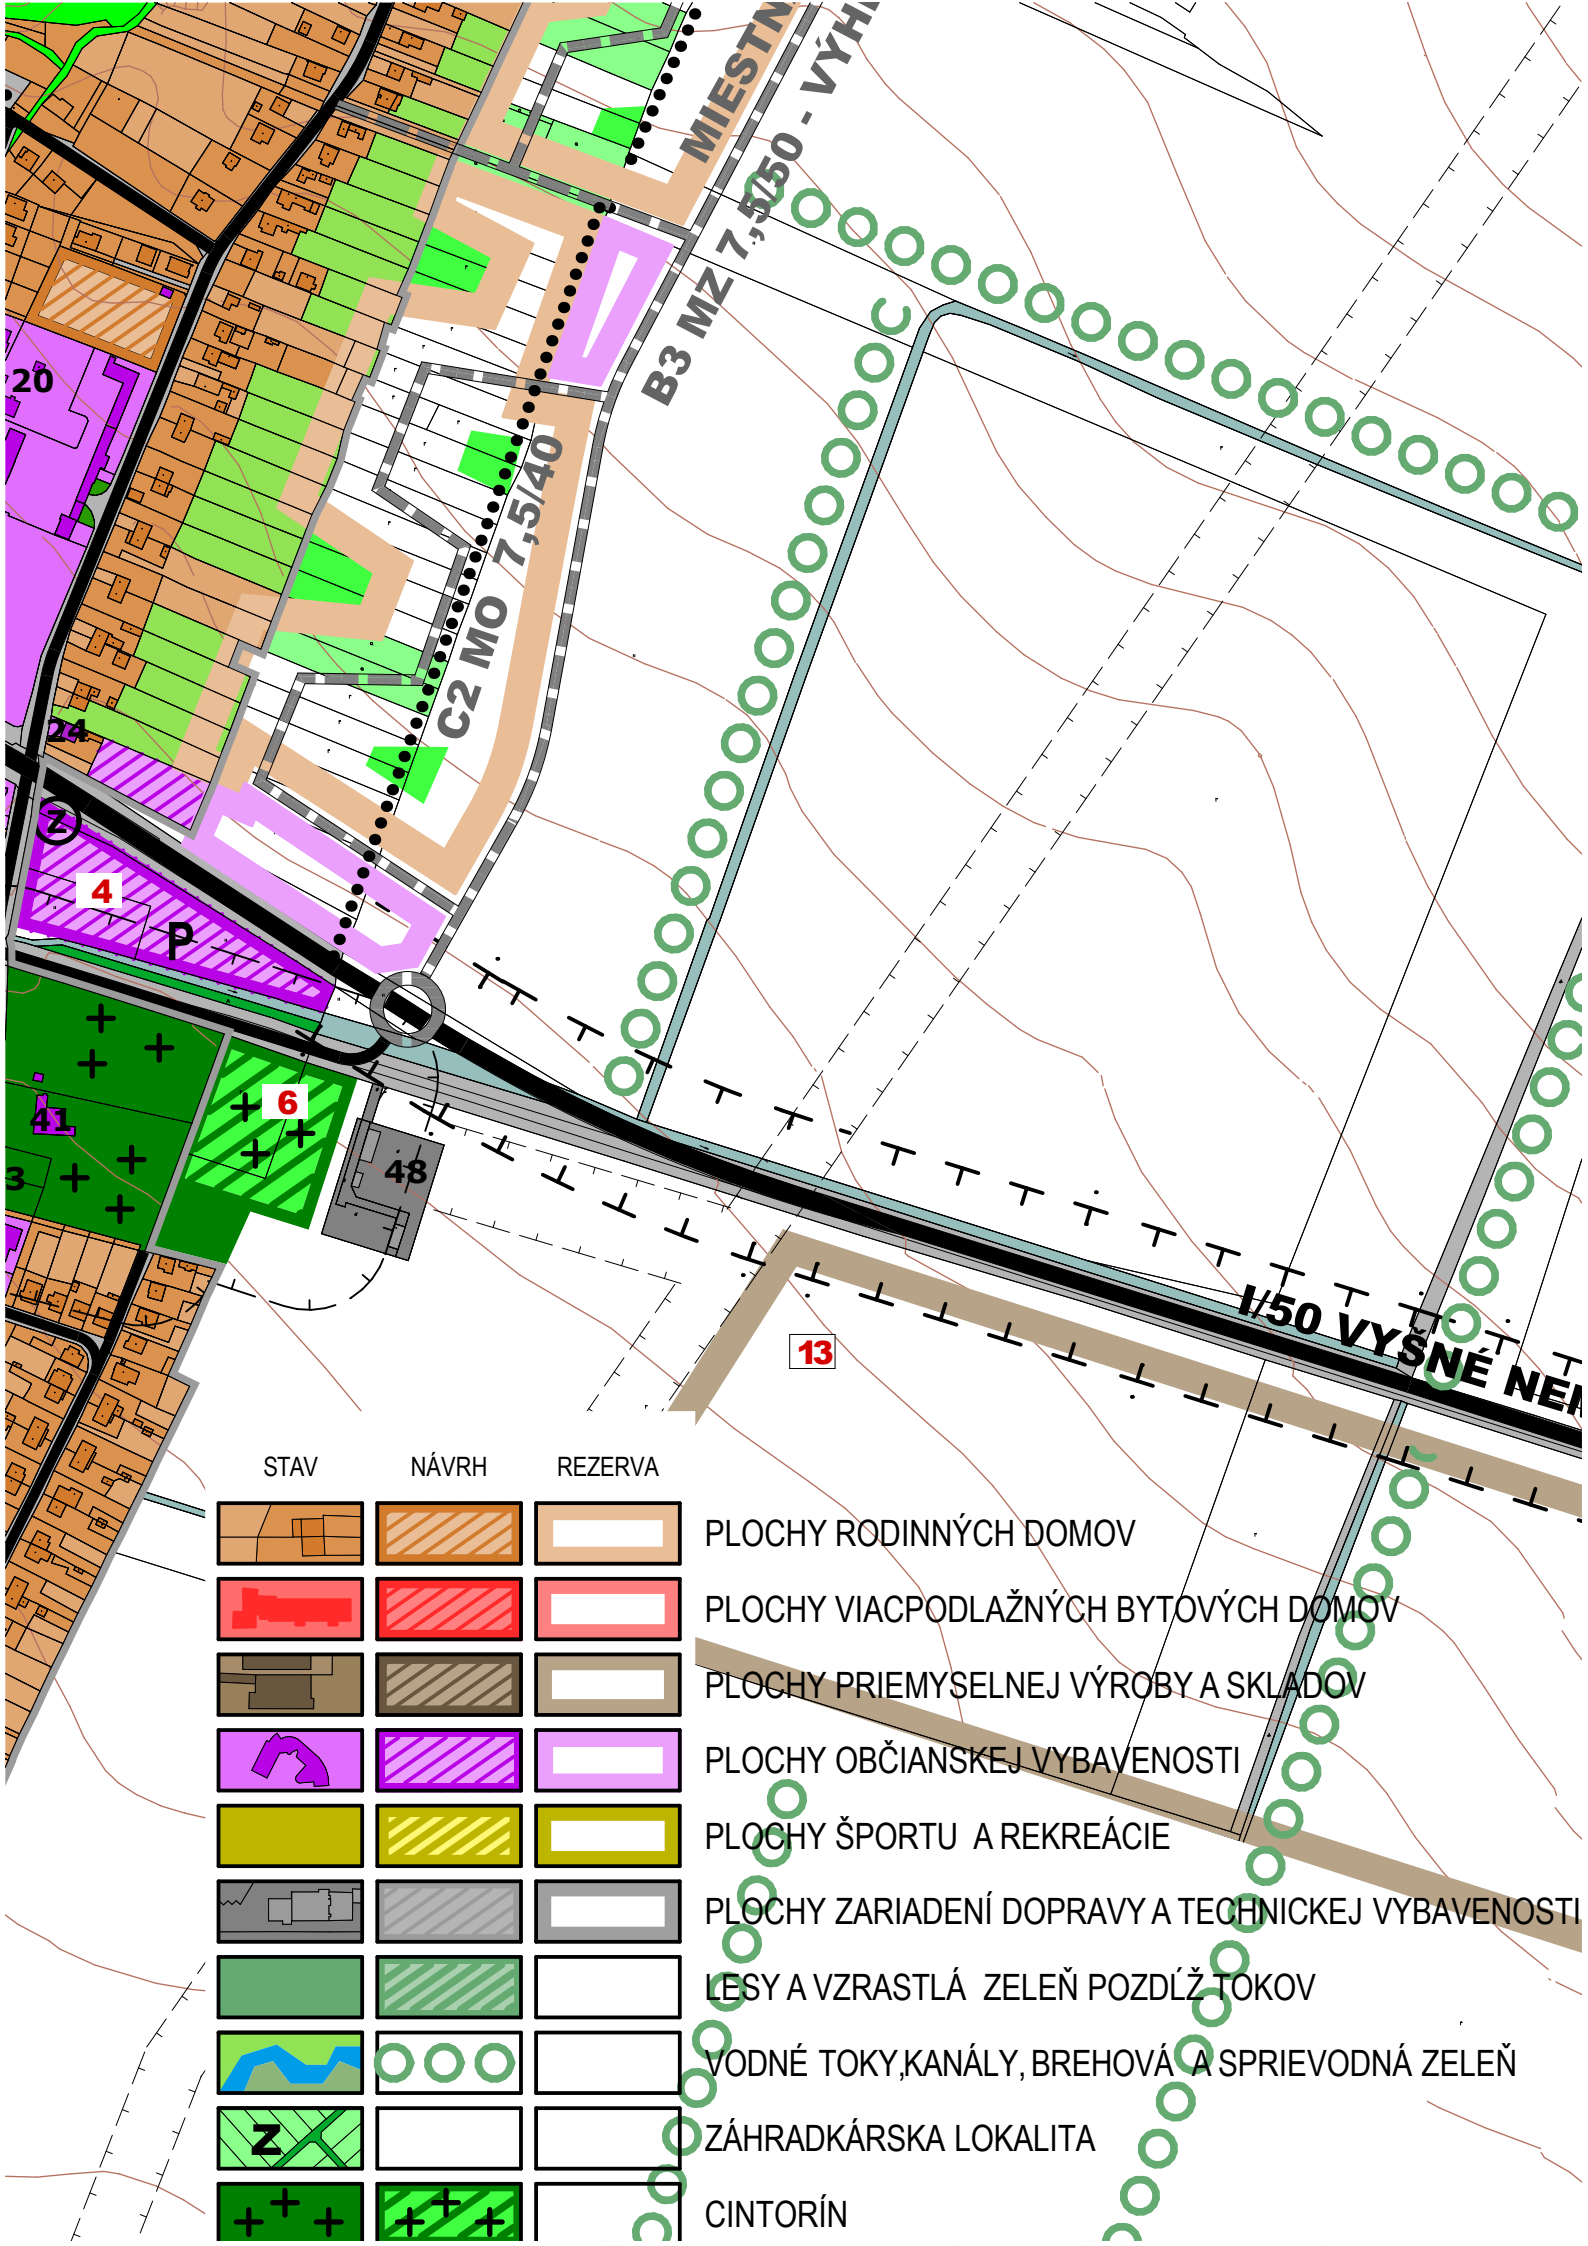 MIESTN
B3 MZ 7,5/50 - VÝH
20
C2 MO 7,5/40
24
Z
4
P
6
41
48
3
13
I/50 VYŠNÉ NEM
STAV NÁVRH REZERVA
PLOCHY RODINNÝCH DOMOV
PLOCHY VIACPODLAŽNÝCH BYTOVÝCH DOMOV
PLOCHY PRIEMYSELNEJ VÝROBY A SKLADOV
PLOCHY OBČIANSKEJ VYBAVENOSTI
PLOCHY ŠPORTU A REKREÁCIE
PLOCHY ZARIADENÍ DOPRAVY A TECHNICKEJ VYBAVENOSTI
LESY A VZRASTLÁ ZELEŇ POZDĹŽ TOKOV
VODNÉ TOKY,KANÁLY, BREHOVÁ A SPRIEVODNÁ ZELEŇ
Z ZÁHRADKÁRSKA LOKALITA
CINTORÍN